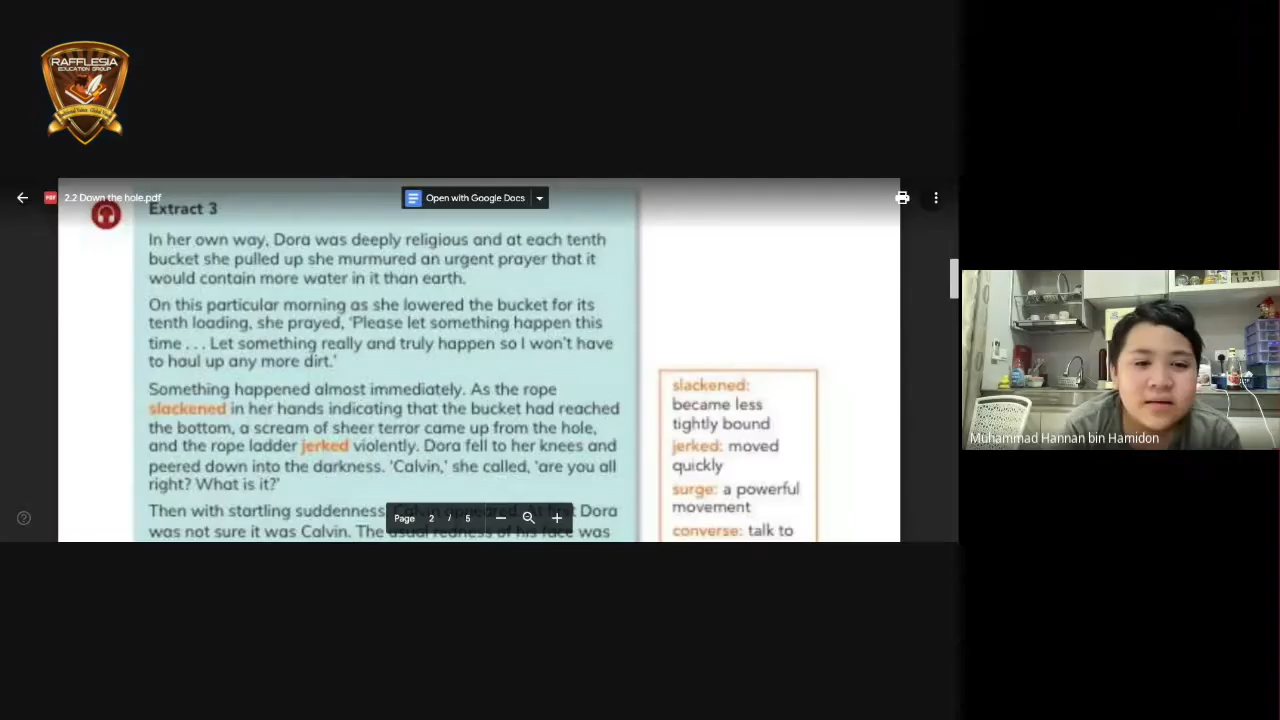 RAFFLESIA
EDUCATION GROUP
2.2 Down the hole.pdf
Open with Google Docs
Extract 3
In her own way, Dora was deeply religious and at each tenth
bucket she pulled up she murmured an urgent prayer that it
would contain more water in it than earth.
On this particular morning as she lowered the bucket for its
tenth loading, she prayed, ‘Please let something happen this
time . . . Let something really and truly happen so I won’t have
to haul up any more dirt.’
Something happened almost immediately. As the rope
slackened in her hands indicating that the bucket had reached
the bottom, a scream of sheer terror came up from the hole,
and the rope ladder jerked violently. Dora fell to her knees and
peered down into the darkness. ‘Calvin,’ she called, ‘are you all
right? What is it?’
Then with startling suddenness Calvin appeared. At first Dora
was not sure it was Calvin. The usual redness of his face was
slackened:
became less
tightly bound
jerked: moved
quickly
surge: a powerful
movement
converse: talk to
Page 2 / 5
Muhammad Hannan bin Hamidon